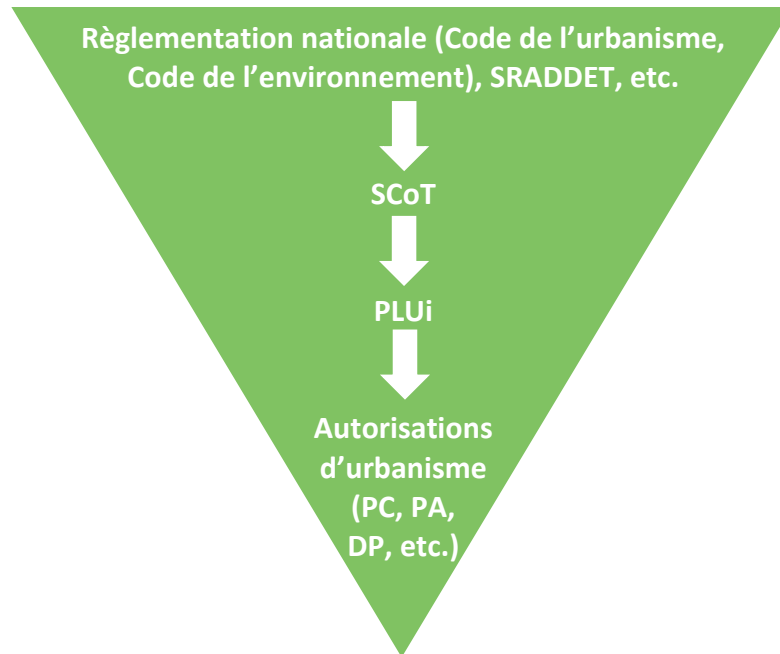 Règlementation nationale (Code de l’urbanisme,
Code de l’environnement), SRADDET, etc.
SCoT
PLUi
Autorisations
d’urbanisme
(PC, PA,
DP, etc.)